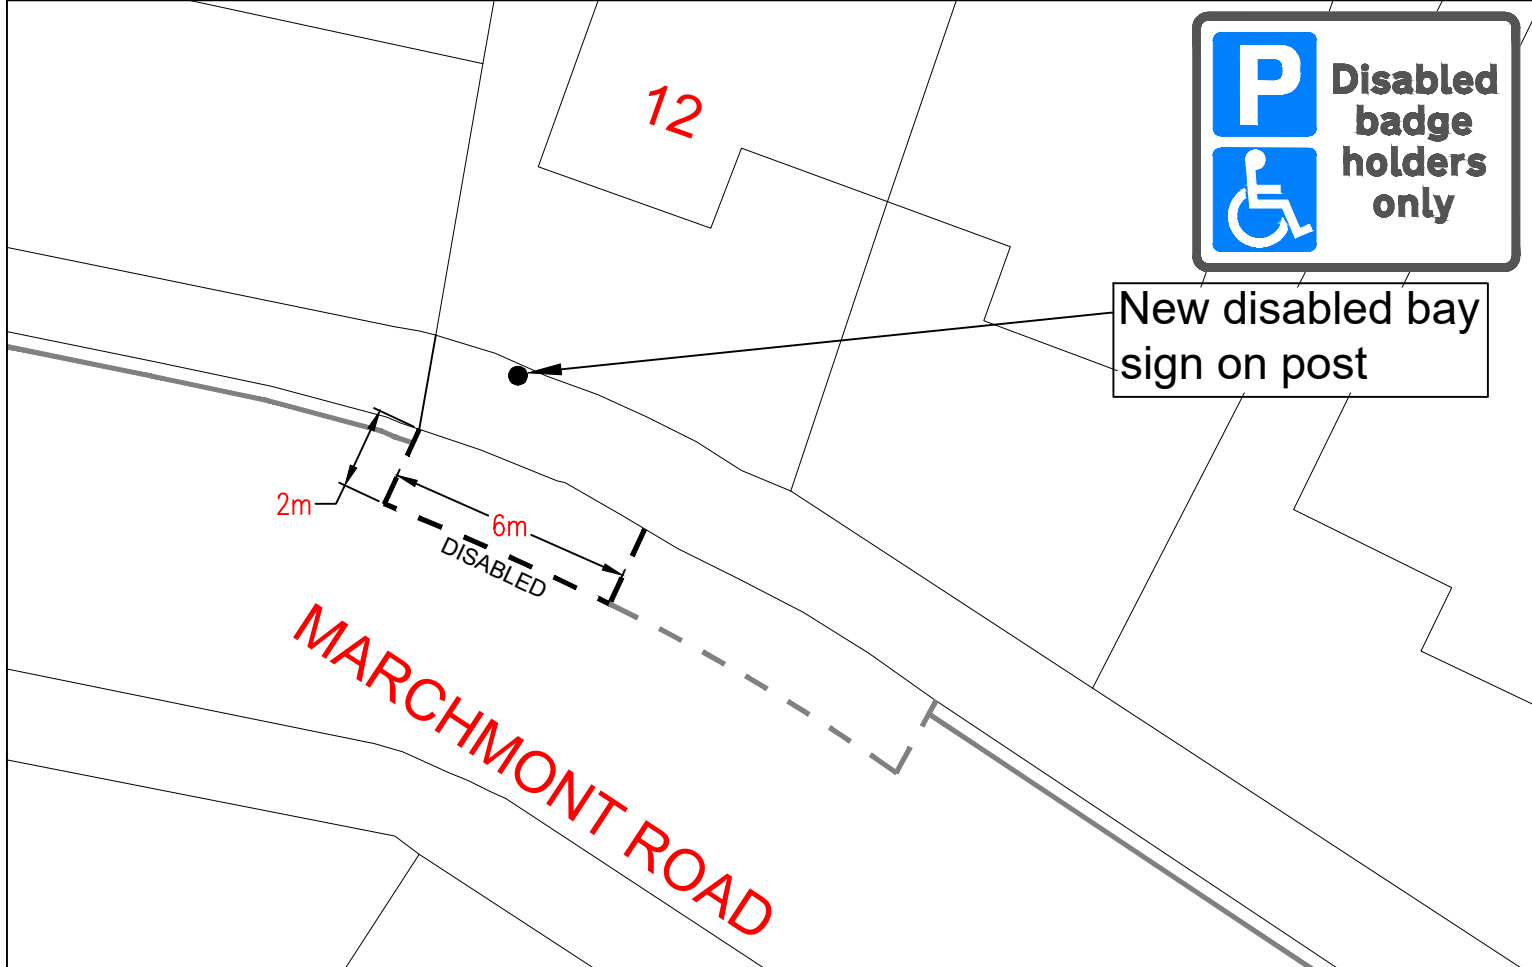 12
P
Disabled
badge
holders
only
New disabled bay
sign on post
2m
6m
DISABLED
MARCHMONT ROAD